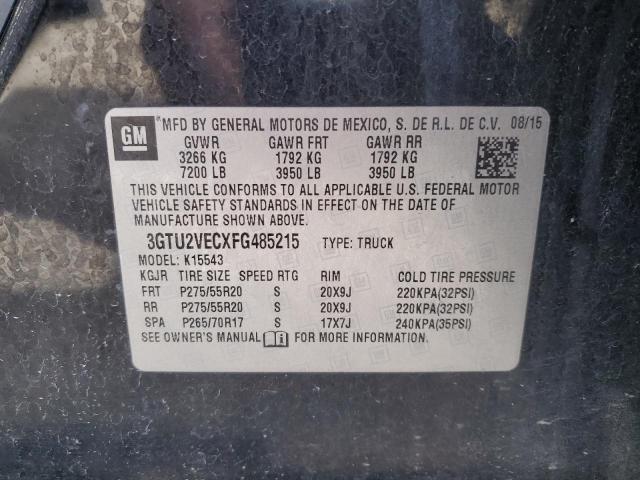 GM MFD BY GENERAL MOTORS DE MEXICO, S. DE R.L. DE C.V. 08/15
GVWR GAWR FRT GAWR RR
3266 KG 1792 KG 1792 KG
7200 LB 3950 LB 3950 LB
THIS VEHICLE CONFORMS TO ALL APPLICABLE U.S. FEDERAL MOTOR
VEHICLE SAFETY STANDARDS IN EFFECT ON THE DATE OF
MANUFACTURE SHOWN ABOVE.
3GTU2VECXFG485215 TYPE: TRUCK
MODEL: K15543
KGJR TIRE SIZE SPEED RTG RIM COLD TIRE PRESSURE
FRT P275/55R20 S 20X9J 220KPA(32PSI)
RR P275/55R20 S 20X9J 220KPA(32PSI)
SPA P265/70R17 S 17X7J 240KPA(35PSI)
SEE OWNER'S MANUAL FOR MORE INFORMATION.